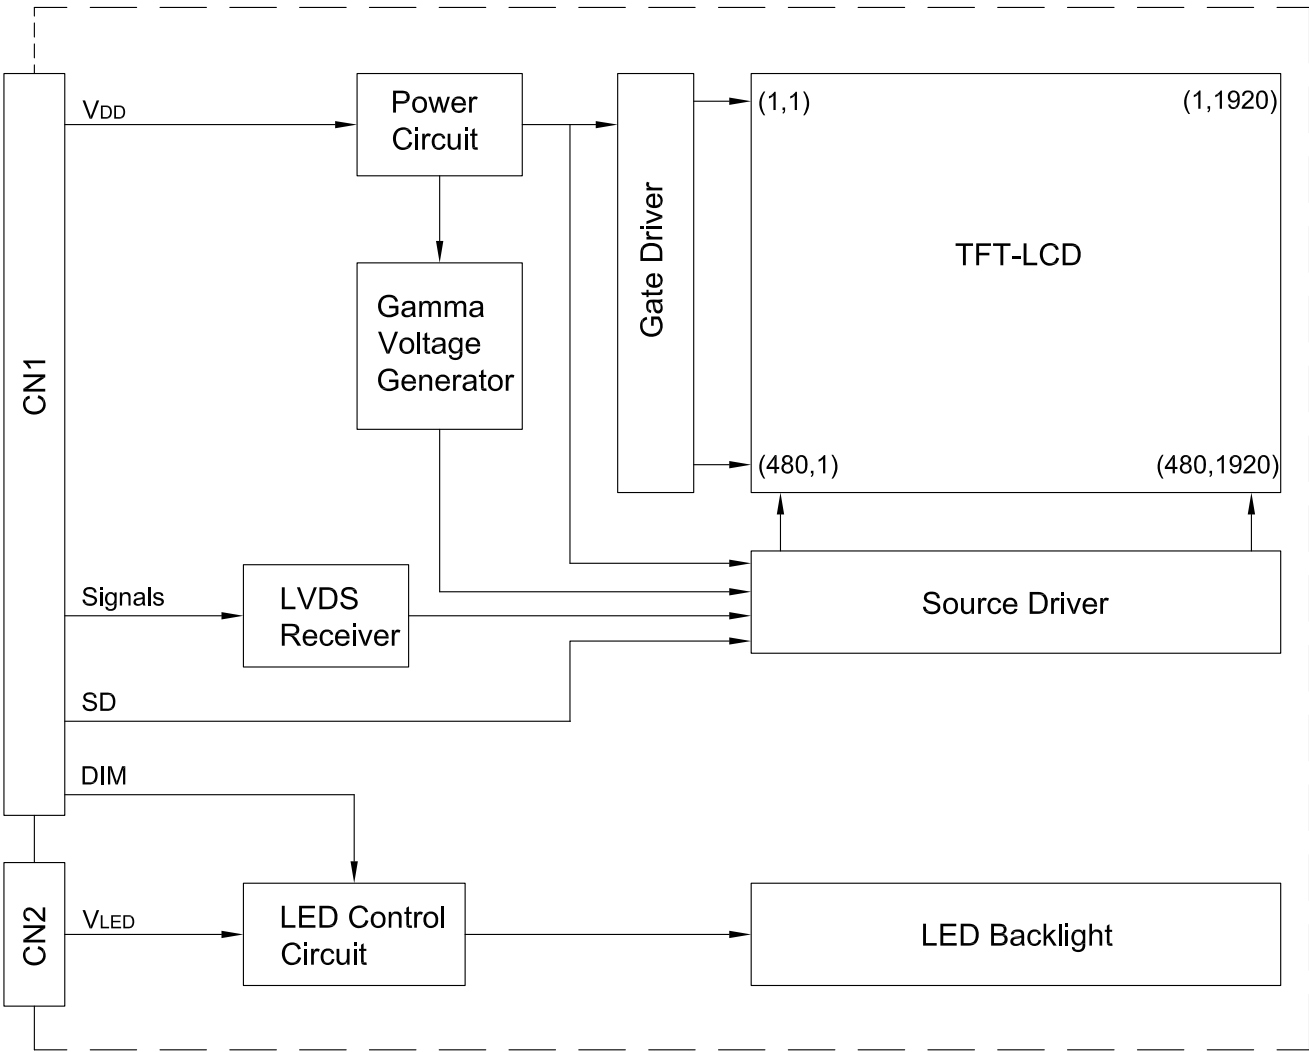 CN1
VDD
Power
Circuit
Gamma
Voltage
Generator
Gate Driver
(1,1)
(1,1920)
TFT-LCD
(480,1)
(480,1920)
Signals
LVDS
Receiver
Source Driver
SD
DIM
CN2
VLED
LED Control
Circuit
LED Backlight